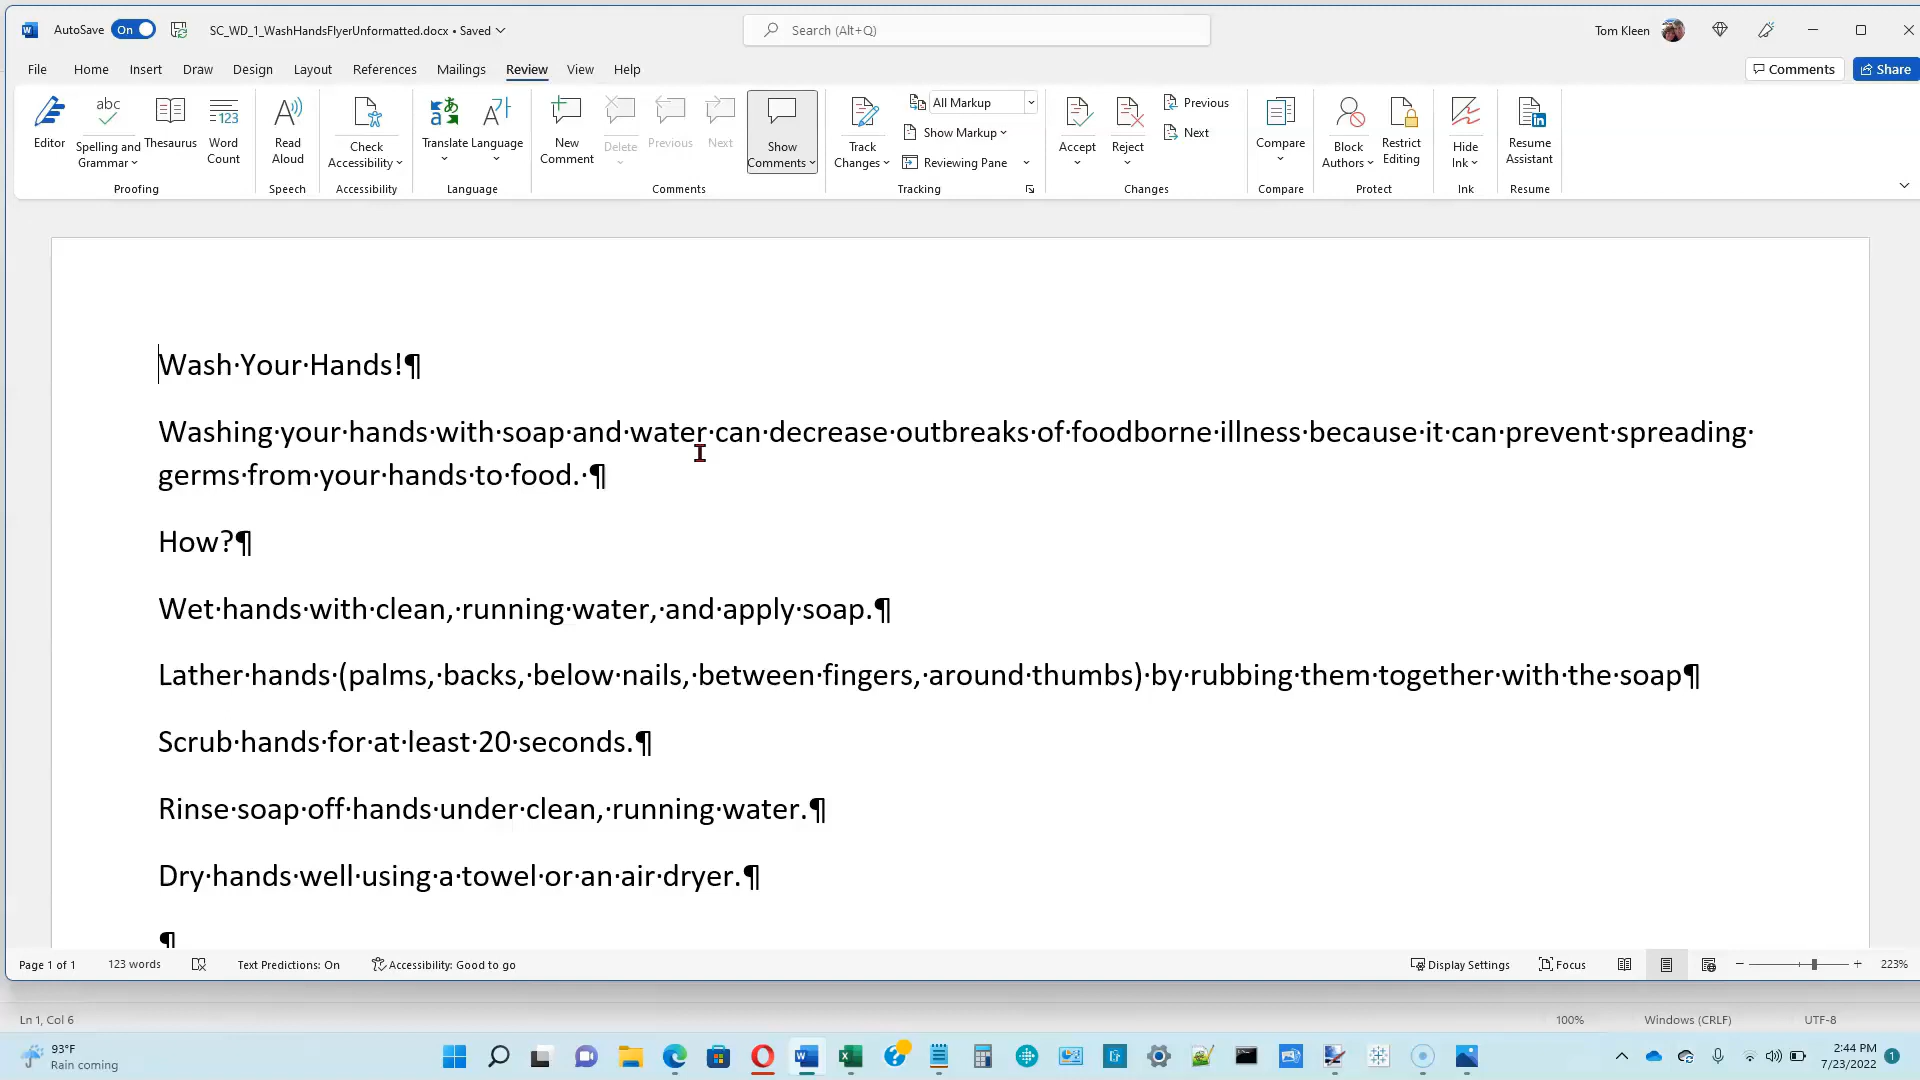 AutoSave On SC_WD_1_WashHandsFlyerUnformatted.docx • Saved Search (Alt+Q) Tom Kleen
File Home Insert Draw Design Layout References Mailings Review View Help Comments Share
Editor
abc
Spelling and Grammar
Thesaurus
123
Word Count
Proofing
Read Aloud
Speech
Check Accessibility
Accessibility
Translate
Language
Language
New Comment
Delete
Previous
Next
Show Comments
Comments
Track Changes
All Markup
Show Markup
Reviewing Pane
Tracking
Accept
Reject
Previous
Next
Changes
Compare
Compare
Block Authors
Restrict Editing
Protect
Hide Ink
Ink
Resume Assistant
Resume
Wash·Your·Hands!¶
Washing·your·hands·with·soap·and·water·can·decrease·outbreaks·of·foodborne·illness·because·it·can·prevent·spreading·
germs·from·your·hands·to·food.·¶
How?¶
Wet·hands·with·clean,·running·water,·and·apply·soap.¶
Lather·hands·(palms,·backs,·below·nails,·between·fingers,·around·thumbs)·by·rubbing·them·together·with·the·soap¶
Scrub·hands·for·at·least·20·seconds.¶
Rinse·soap·off·hands·under·clean,·running·water.¶
Dry·hands·well·using·a·towel·or·an·air·dryer.¶
¶
Page 1 of 1 123 words Text Predictions: On Accessibility: Good to go Display Settings Focus 223%
Ln 1, Col 6 100% Windows (CRLF) UTF-8
93°F
Rain coming
2:44 PM
7/23/2022
1